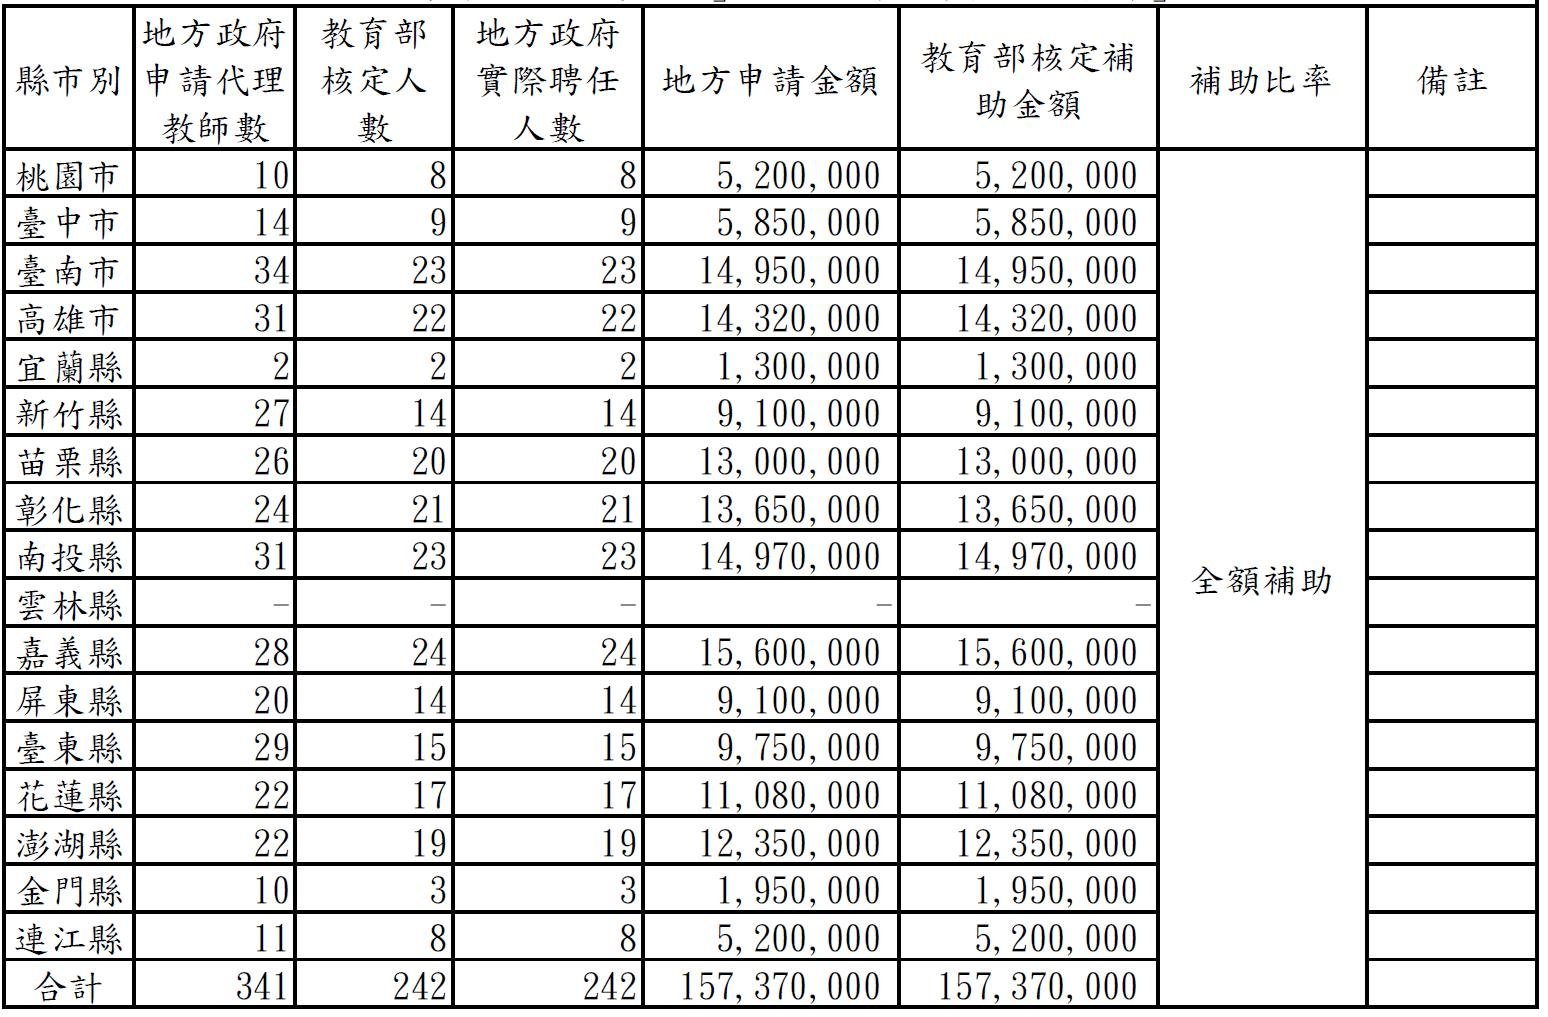 縣市別 地方政府申請代理教師數 教育部核定人數 地方政府實際聘任人數 地方申請金額 教育部核定補助金額 補助比率 備註
桃園市 10 8 8 5,200,000 5,200,000 全額補助
臺中市 14 9 9 5,850,000 5,850,000
臺南市 34 23 23 14,950,000 14,950,000
高雄市 31 22 22 14,320,000 14,320,000
宜蘭縣 2 2 2 1,300,000 1,300,000
新竹縣 27 14 14 9,100,000 9,100,000
苗栗縣 26 20 20 13,000,000 13,000,000
彰化縣 24 21 21 13,650,000 13,650,000
南投縣 31 23 23 14,970,000 14,970,000
雲林縣 – – – – –
嘉義縣 28 24 24 15,600,000 15,600,000
屏東縣 20 14 14 9,100,000 9,100,000
臺東縣 29 15 15 9,750,000 9,750,000
花蓮縣 22 17 17 11,080,000 11,080,000
澎湖縣 22 19 19 12,350,000 12,350,000
金門縣 10 3 3 1,950,000 1,950,000
連江縣 11 8 8 5,200,000 5,200,000
合計 341 242 242 157,370,000 157,370,000